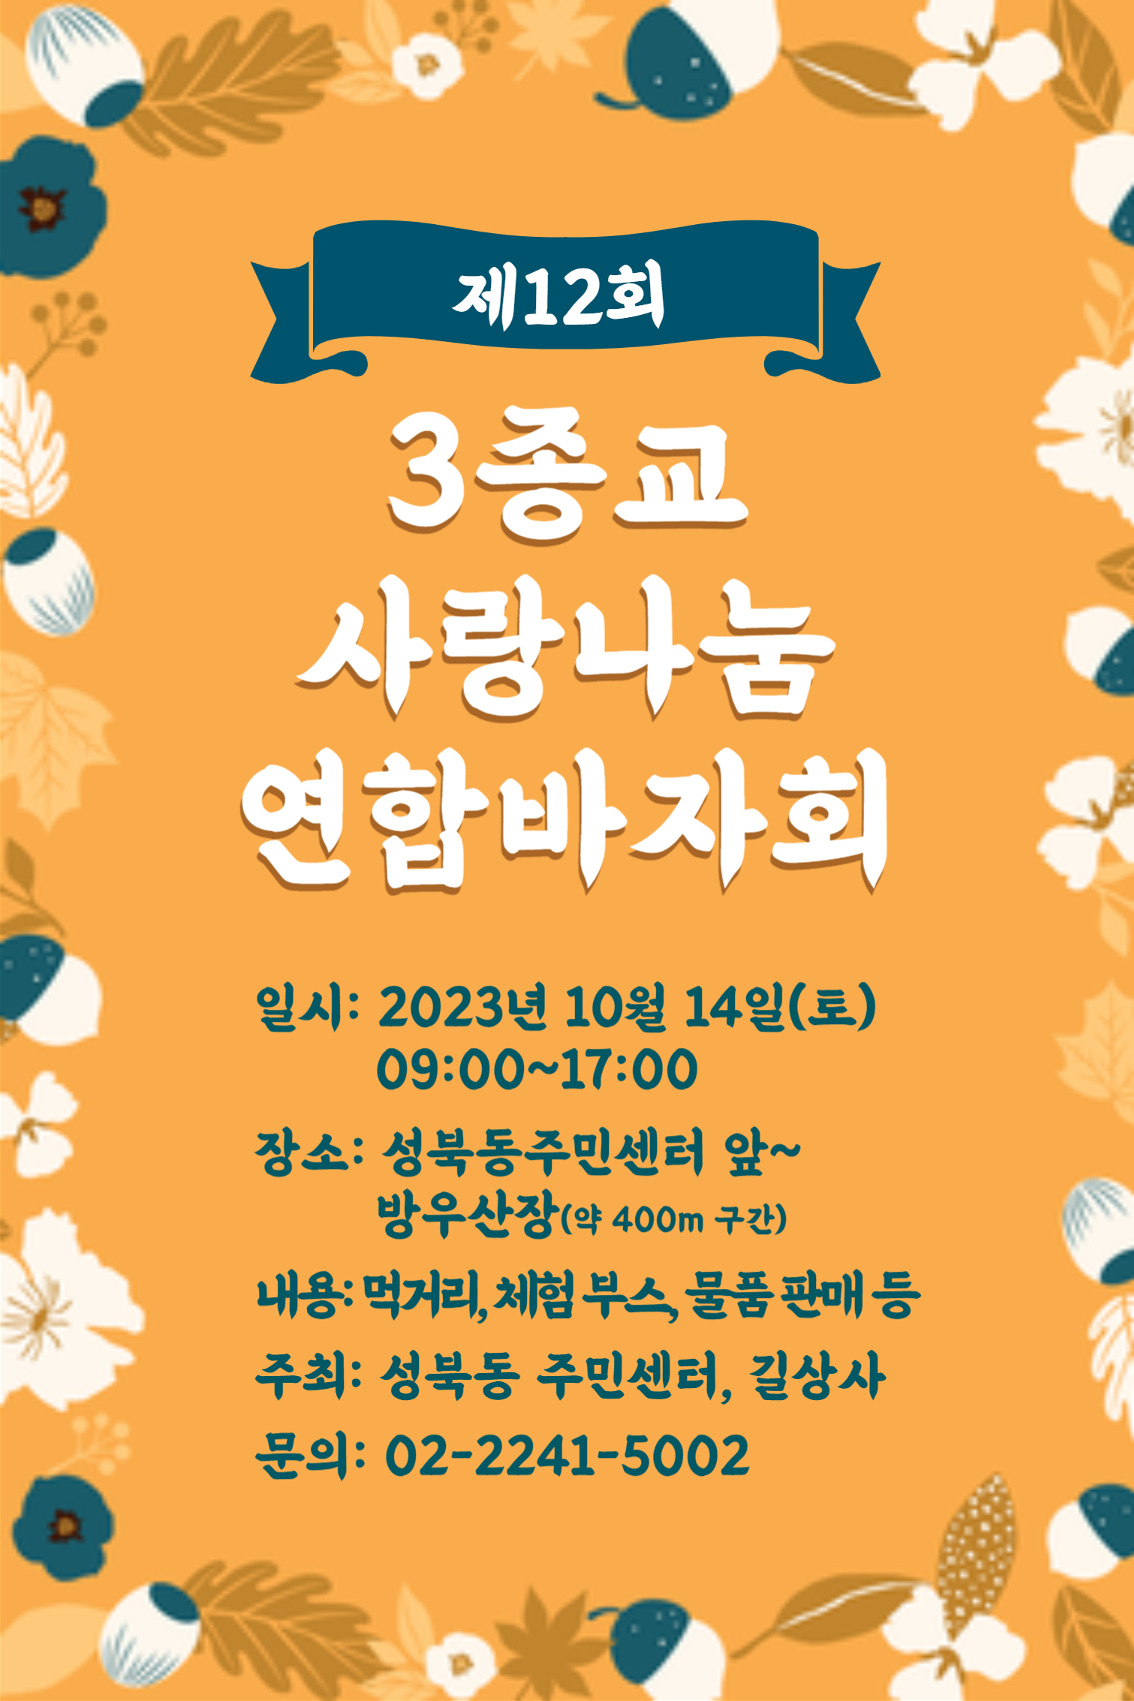 제12회
3종교
사랑나눔
연합바자회
일시: 2023년 10월 14일(토)
09:00~17:00
장소: 성북동주민센터 앞~
방우산장(약 400m 구간)
내용: 먹거리, 체험 부스, 물품 판매 등
주최: 성북동 주민센터, 길상사
문의: 02-2241-5002